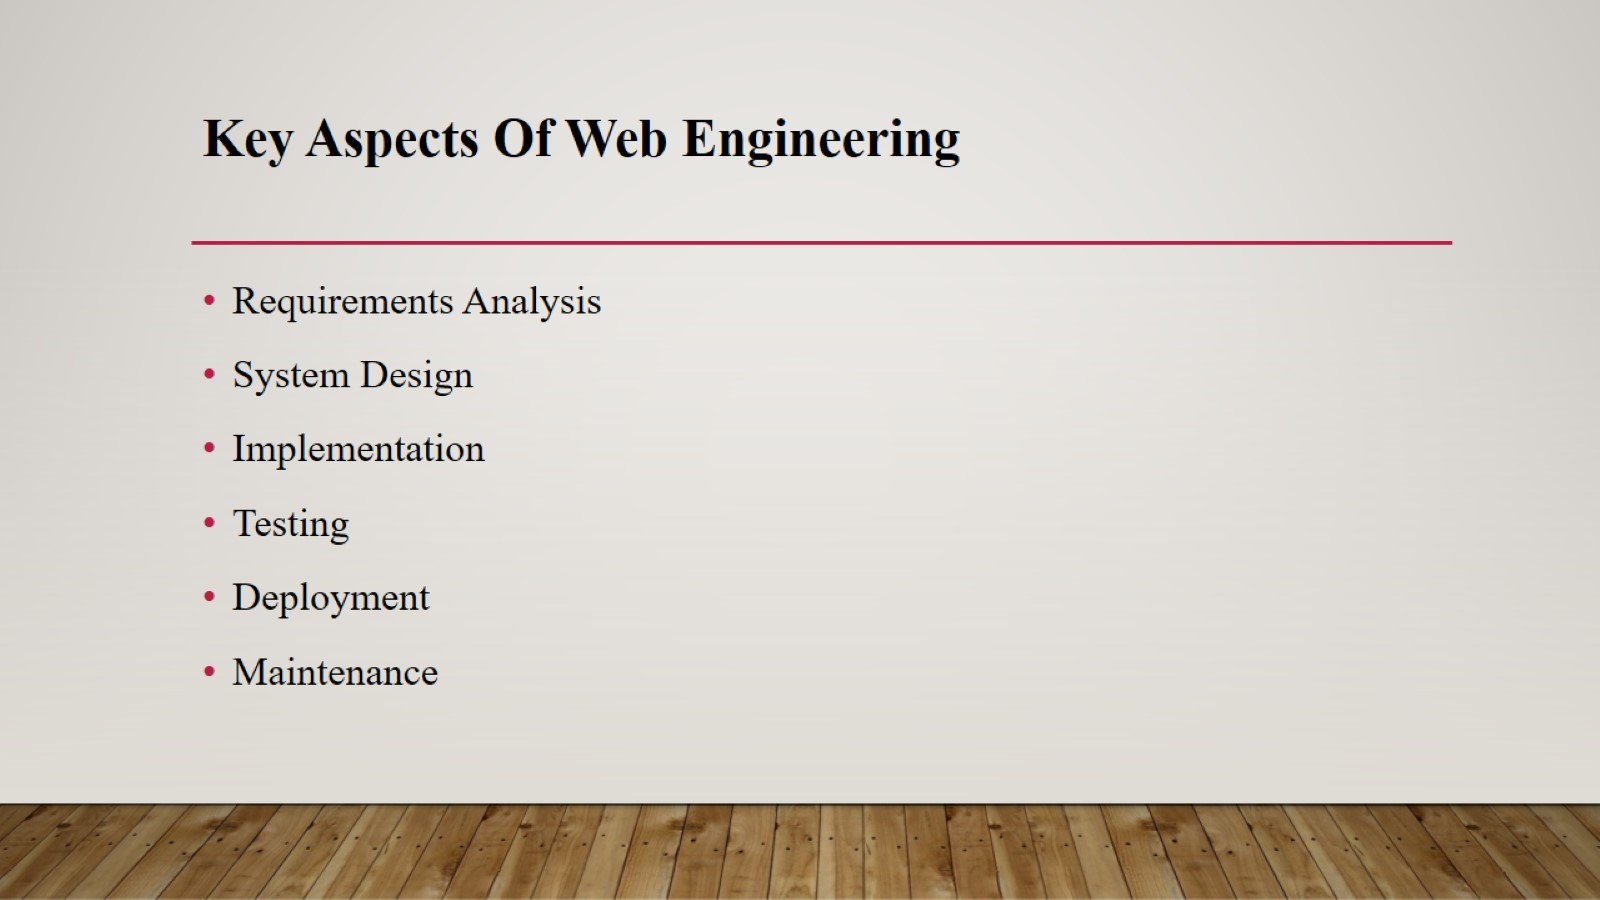 Key Aspects Of Web Engineering
• Requirements Analysis
• System Design
• Implementation
• Testing
• Deployment
• Maintenance